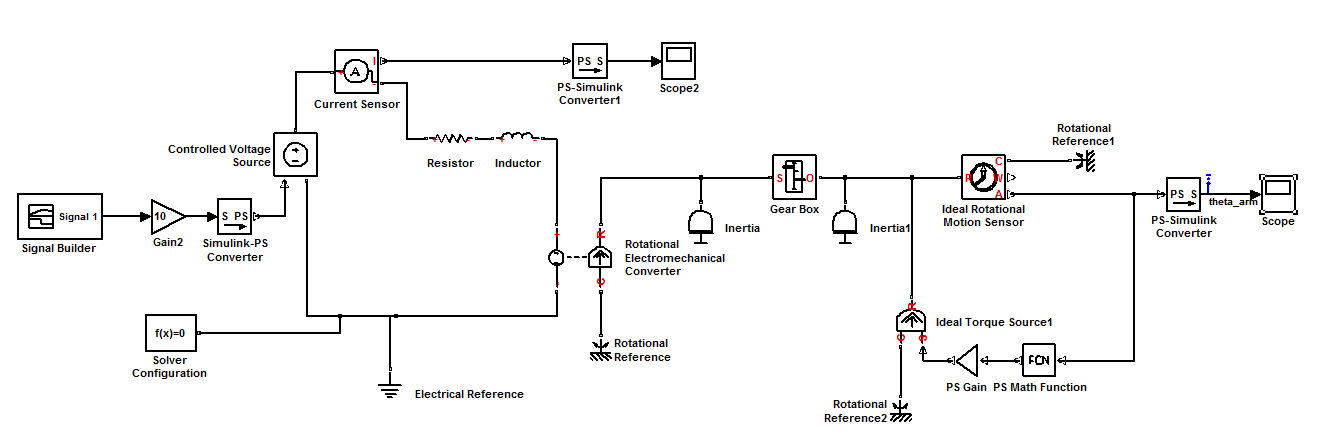 A
I
+
-
PS S
PS-Simulink
Converter1
Scope2
Current Sensor
Resistor
Inductor
Controlled Voltage
Source
Signal 1
Signal Builder
10
Gain2
S PS
Simulink-PS
Converter
f(x)=0
Solver
Configuration
Electrical Reference
+
-
R
C
Rotational
Electromechanical
Converter
Rotational
Reference
Inertia
S O
Gear Box
Inertia1
R C
W
A
Ideal Rotational
Motion Sensor
Rotational
Reference1
PS S
PS-Simulink
Converter
theta_arm
Scope
R
C S
Ideal Torque Source1
PS Gain
FCN
PS Math Function
Rotational
Reference2